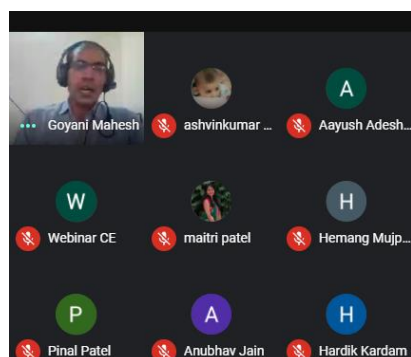 Goyani Mahesh
ashvinkumar ...
A
Aayush Adesh...
W
Webinar CE
maitri patel
H
Hemang Mujp...
P
Pinal Patel
A
Anubhav Jain
H
Hardik Kardam